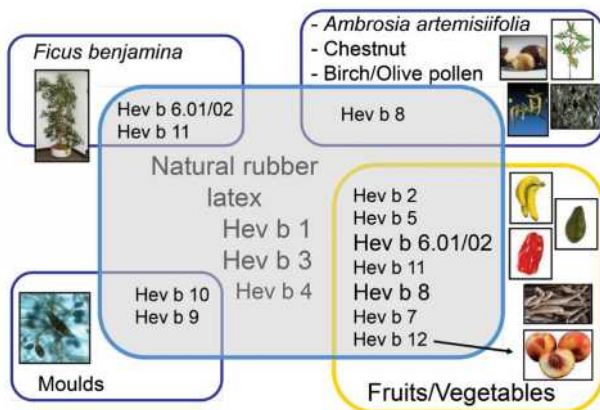 Ficus benjamina
Hev b 6.01/02
Hev b 11
- Ambrosia artemisiifolia
- Chestnut
- Birch/Olive pollen
Hev b 8
Natural rubber
latex
Hev b 1
Hev b 3
Hev b 4
Hev b 2
Hev b 5
Hev b 6.01/02
Hev b 11
Hev b 8
Hev b 7
Hev b 12
Fruits/Vegetables
Hev b 10
Hev b 9
Moulds